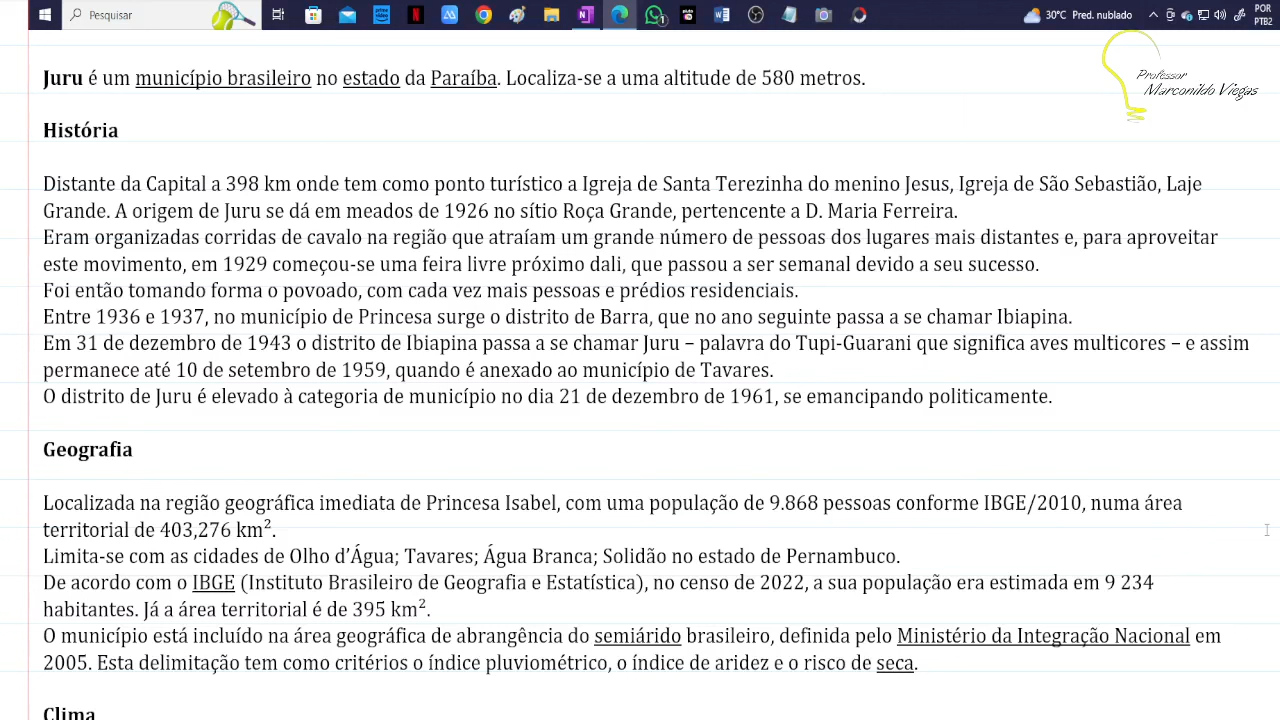 Pesquisar
30°C Pred. nublado
POR
PTB2
Professor
Marconildo Viegas
Juru é um município brasileiro no estado da Paraíba. Localiza-se a uma altitude de 580 metros.
História
Distante da Capital a 398 km onde tem como ponto turístico a Igreja de Santa Terezinha do menino Jesus, Igreja de São Sebastião, Laje
Grande. A origem de Juru se dá em meados de 1926 no sítio Roça Grande, pertencente a D. Maria Ferreira.
Eram organizadas corridas de cavalo na região que atraíam um grande número de pessoas dos lugares mais distantes e, para aproveitar
este movimento, em 1929 começou-se uma feira livre próximo dali, que passou a ser semanal devido a seu sucesso.
Foi então tomando forma o povoado, com cada vez mais pessoas e prédios residenciais.
Entre 1936 e 1937, no município de Princesa surge o distrito de Barra, que no ano seguinte passa a se chamar Ibiapina.
Em 31 de dezembro de 1943 o distrito de Ibiapina passa a se chamar Juru – palavra do Tupi-Guarani que significa aves multicores – e assim
permanece até 10 de setembro de 1959, quando é anexado ao município de Tavares.
O distrito de Juru é elevado à categoria de município no dia 21 de dezembro de 1961, se emancipando politicamente.
Geografia
Localizada na região geográfica imediata de Princesa Isabel, com uma população de 9.868 pessoas conforme IBGE/2010, numa área
territorial de 403,276 km².
Limita-se com as cidades de Olho d’Água; Tavares; Água Branca; Solidão no estado de Pernambuco.
De acordo com o IBGE (Instituto Brasileiro de Geografia e Estatística), no censo de 2022, a sua população era estimada em 9 234
habitantes. Já a área territorial é de 395 km².
O município está incluído na área geográfica de abrangência do semiárido brasileiro, definida pelo Ministério da Integração Nacional em
2005. Esta delimitação tem como critérios o índice pluviométrico, o índice de aridez e o risco de seca.
Clima